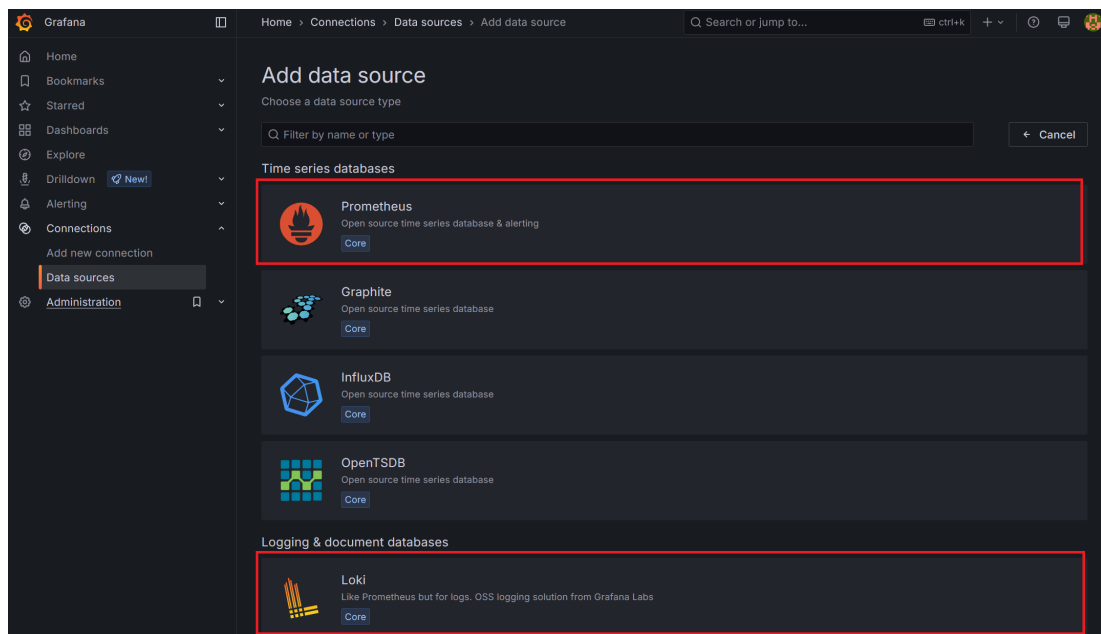 Grafana
Home › Connections › Data sources › Add data source
Search or jump to...
ctrl+k
Home
Bookmarks
Starred
Dashboards
Explore
Drilldown New!
Alerting
Connections
Add new connection
Data sources
Administration
Add data source
Choose a data source type
Filter by name or type
Cancel
Time series databases
Prometheus
Open source time series database & alerting
Core
Graphite
Open source time series database
Core
InfluxDB
Open source time series database
Core
OpenTSDB
Open source time series database
Core
Logging & document databases
Loki
Like Prometheus but for logs. OSS logging solution from Grafana Labs
Core